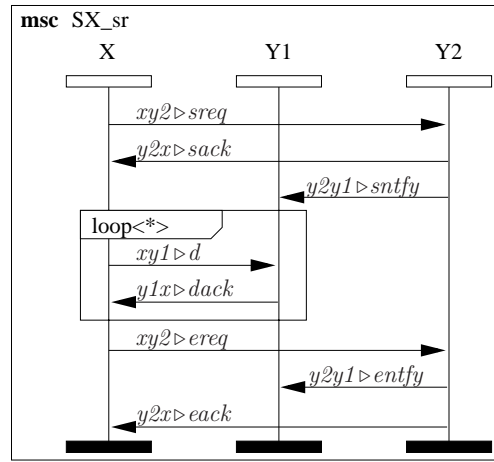 msc SX_sr
X Y1 Y2
xy2▷sreq
y2x▷sack
y2y1▷sntfy
loop<*>
xy1▷d
y1x▷dack
xy2▷ereq
y2y1▷entfy
y2x▷eack